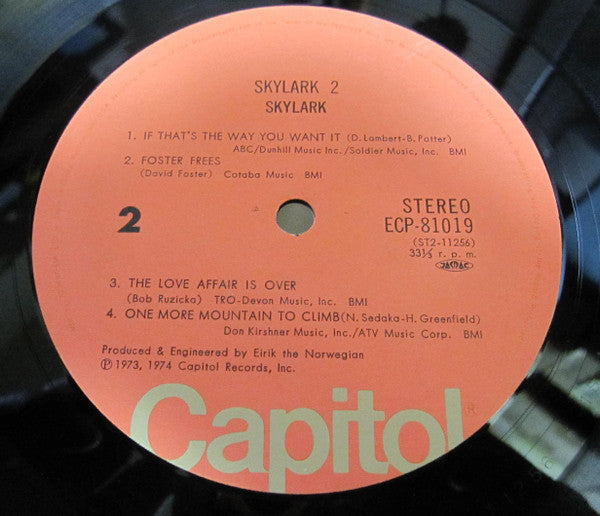 SKYLARK 2
SKYLARK
1. IF THAT'S THE WAY YOU WANT IT (D. Lambert-B. Potter)
ABC/Dunhill Music Inc./Soldier Music, Inc. BMI
2. FOSTER FREES
(David Foster) Cotaba Music BMI
2
STEREO
ECP-81019
(ST2-11256)
33⅓ r. p. m.
JASRAC
3. THE LOVE AFFAIR IS OVER
(Bob Ruzicka) TRO-Devon Music, Inc. BMI
4. ONE MORE MOUNTAIN TO CLIMB(N. Sedaka-H. Greenfield)
Don Kirshner Music, Inc./ATV Music Corp. BMI
Produced & Engineered by Eirik the Norwegian
Ⓟ1973, 1974 Capitol Records, Inc.
Capitol®